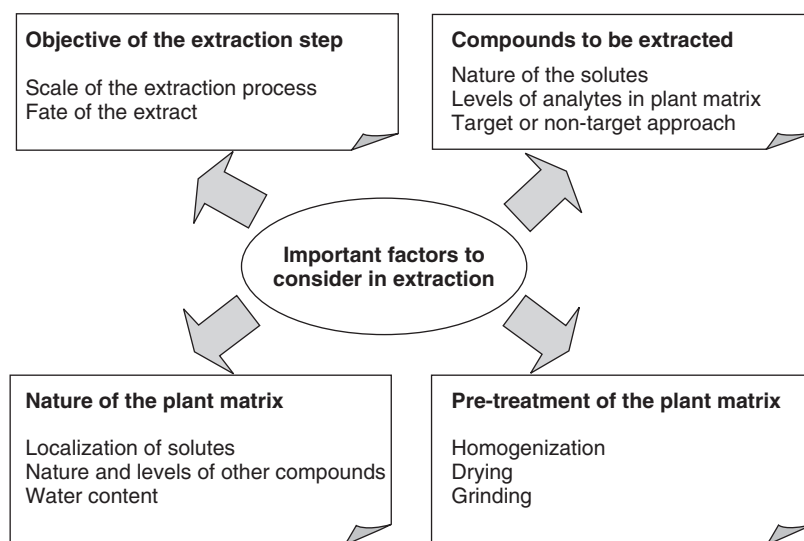 Objective of the extraction step
Scale of the extraction process
Fate of the extract
Compounds to be extracted
Nature of the solutes
Levels of analytes in plant matrix
Target or non-target approach
Important factors to
consider in extraction
Nature of the plant matrix
Localization of solutes
Nature and levels of other compounds
Water content
Pre-treatment of the plant matrix
Homogenization
Drying
Grinding